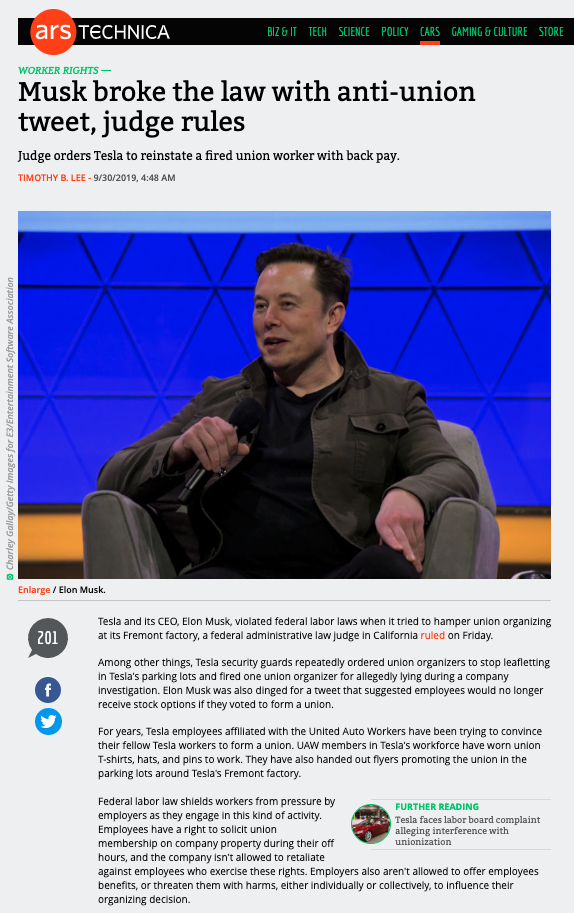 ars TECHNICA
BIZ & IT TECH SCIENCE POLICY CARS GAMING & CULTURE STORE
WORKER RIGHTS —
Musk broke the law with anti-union
tweet, judge rules
Judge orders Tesla to reinstate a fired union worker with back pay.
TIMOTHY B. LEE - 9/30/2019, 4:48 AM
Charley Gallay/Getty Images for E3/Entertainment Software Association
Enlarge / Elon Musk.
201
Tesla and its CEO, Elon Musk, violated federal labor laws when it tried to hamper union organizing
at its Fremont factory, a federal administrative law judge in California ruled on Friday.
Among other things, Tesla security guards repeatedly ordered union organizers to stop leafletting
in Tesla's parking lots and fired one union organizer for allegedly lying during a company
investigation. Elon Musk was also dinged for a tweet that suggested employees would no longer
receive stock options if they voted to form a union.
For years, Tesla employees affiliated with the United Auto Workers have been trying to convince
their fellow Tesla workers to form a union. UAW members in Tesla's workforce have worn union
T-shirts, hats, and pins to work. They have also handed out flyers promoting the union in the
parking lots around Tesla's Fremont factory.
Federal labor law shields workers from pressure by
employers as they engage in this kind of activity.
Employees have a right to solicit union
membership on company property during their off
hours, and the company isn't allowed to retaliate
against employees who exercise these rights. Employers also aren't allowed to offer employees
benefits, or threaten them with harms, either individually or collectively, to influence their
organizing decision.
FURTHER READING
Tesla faces labor board complaint
alleging interference with
unionization